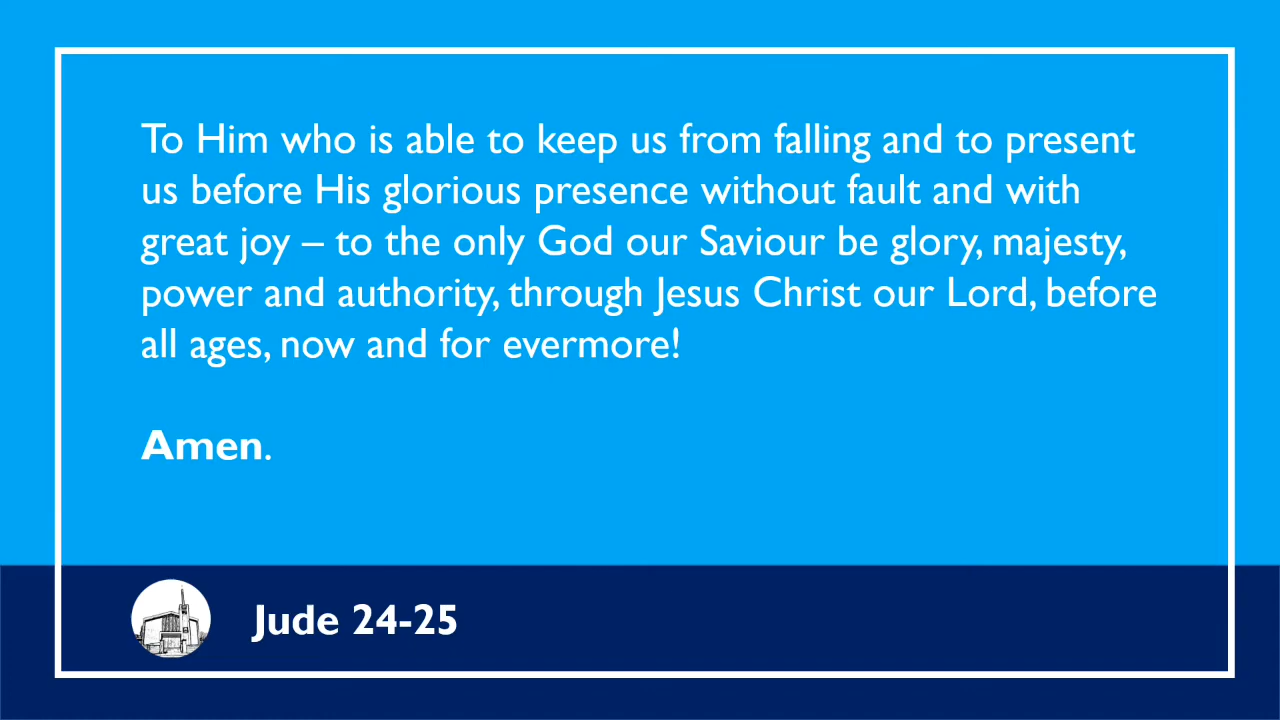 To Him who is able to keep us from falling and to present
us before His glorious presence without fault and with
great joy – to the only God our Saviour be glory, majesty,
power and authority, through Jesus Christ our Lord, before
all ages, now and for evermore!
Amen.
Jude 24-25